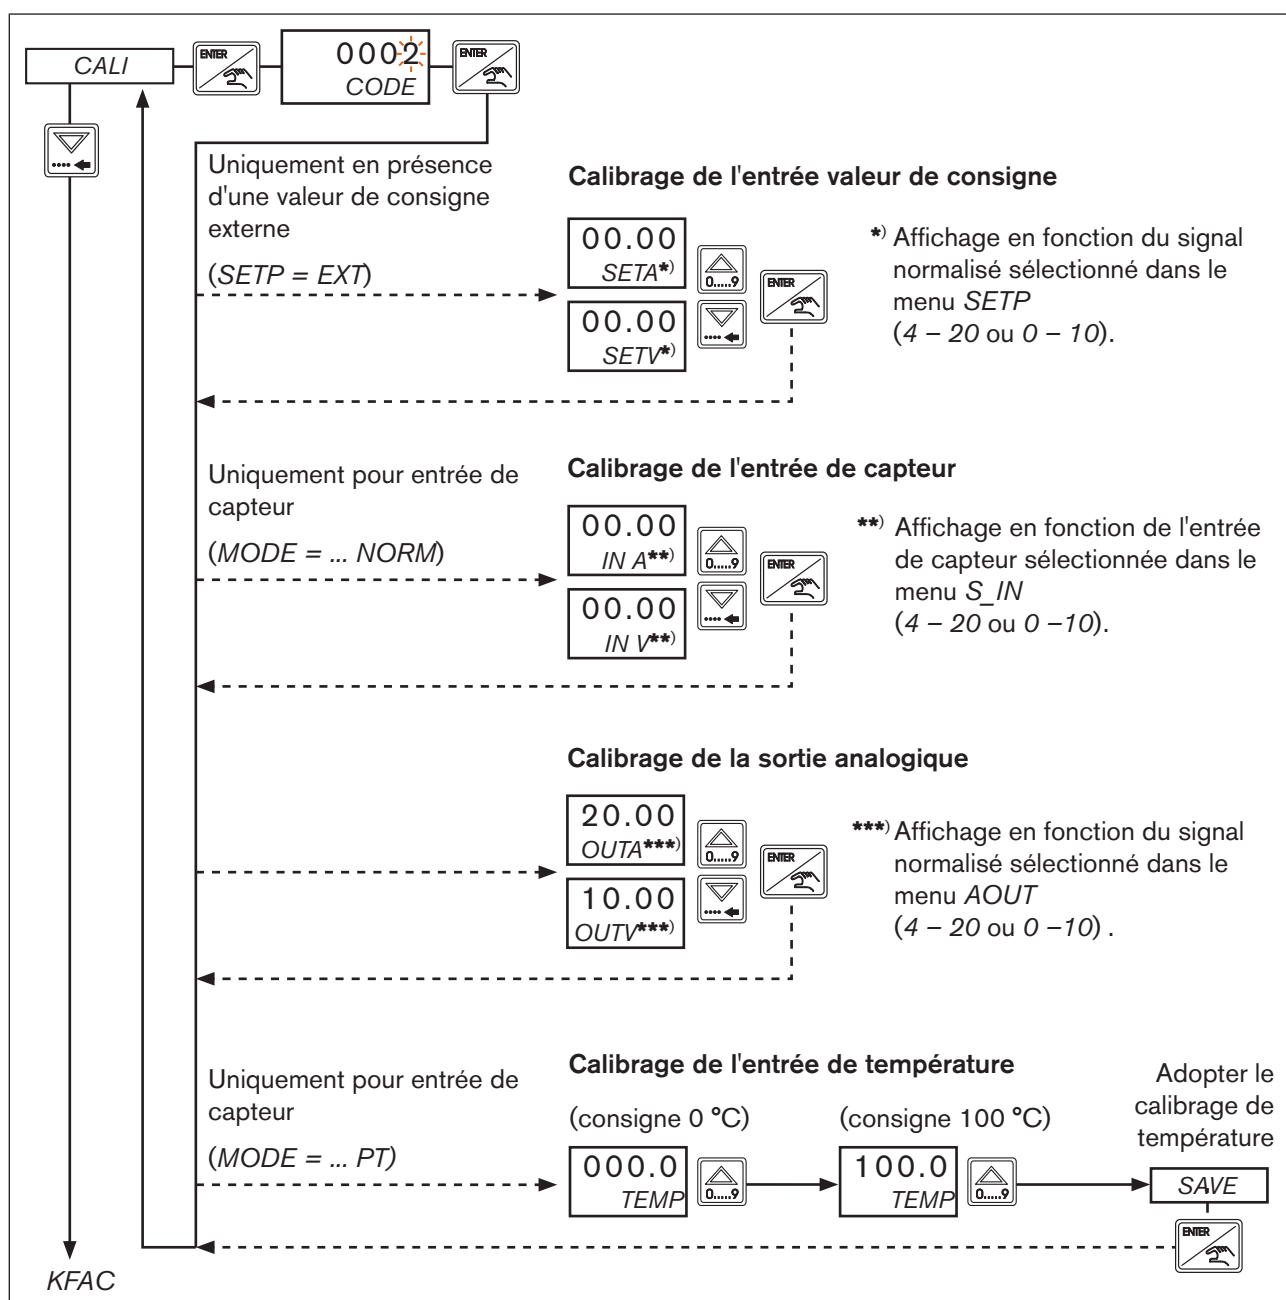 CALI
ENTER
0002
CODE
ENTER
Uniquement en présence
d'une valeur de consigne
externe
(SETP = EXT)
Calibrage de l'entrée valeur de consigne
00.00
SETA*)
0.....9
ENTER
00.00
SETV*)
*) Affichage en fonction du signal
normalisé sélectionné dans le
menu SETP
(4 – 20 ou 0 – 10).
Uniquement pour entrée de
capteur
(MODE = ... NORM)
Calibrage de l'entrée de capteur
00.00
IN A**)
0.....9
ENTER
00.00
IN V**)
**) Affichage en fonction de l'entrée
de capteur sélectionnée dans le
menu S_IN
(4 – 20 ou 0 –10).
Calibrage de la sortie analogique
20.00
OUTA***)
0.....9
ENTER
10.00
OUTV***)
***) Affichage en fonction du signal
normalisé sélectionné dans le
menu AOUT
(4 – 20 ou 0 –10) .
Uniquement pour entrée de
capteur
(MODE = ... PT)
Calibrage de l'entrée de température
(consigne 0 °C)
000.0
TEMP
0.....9
(consigne 100 °C)
100.0
TEMP
0.....9
Adopter le
calibrage de
température
SAVE
ENTER
KFAC